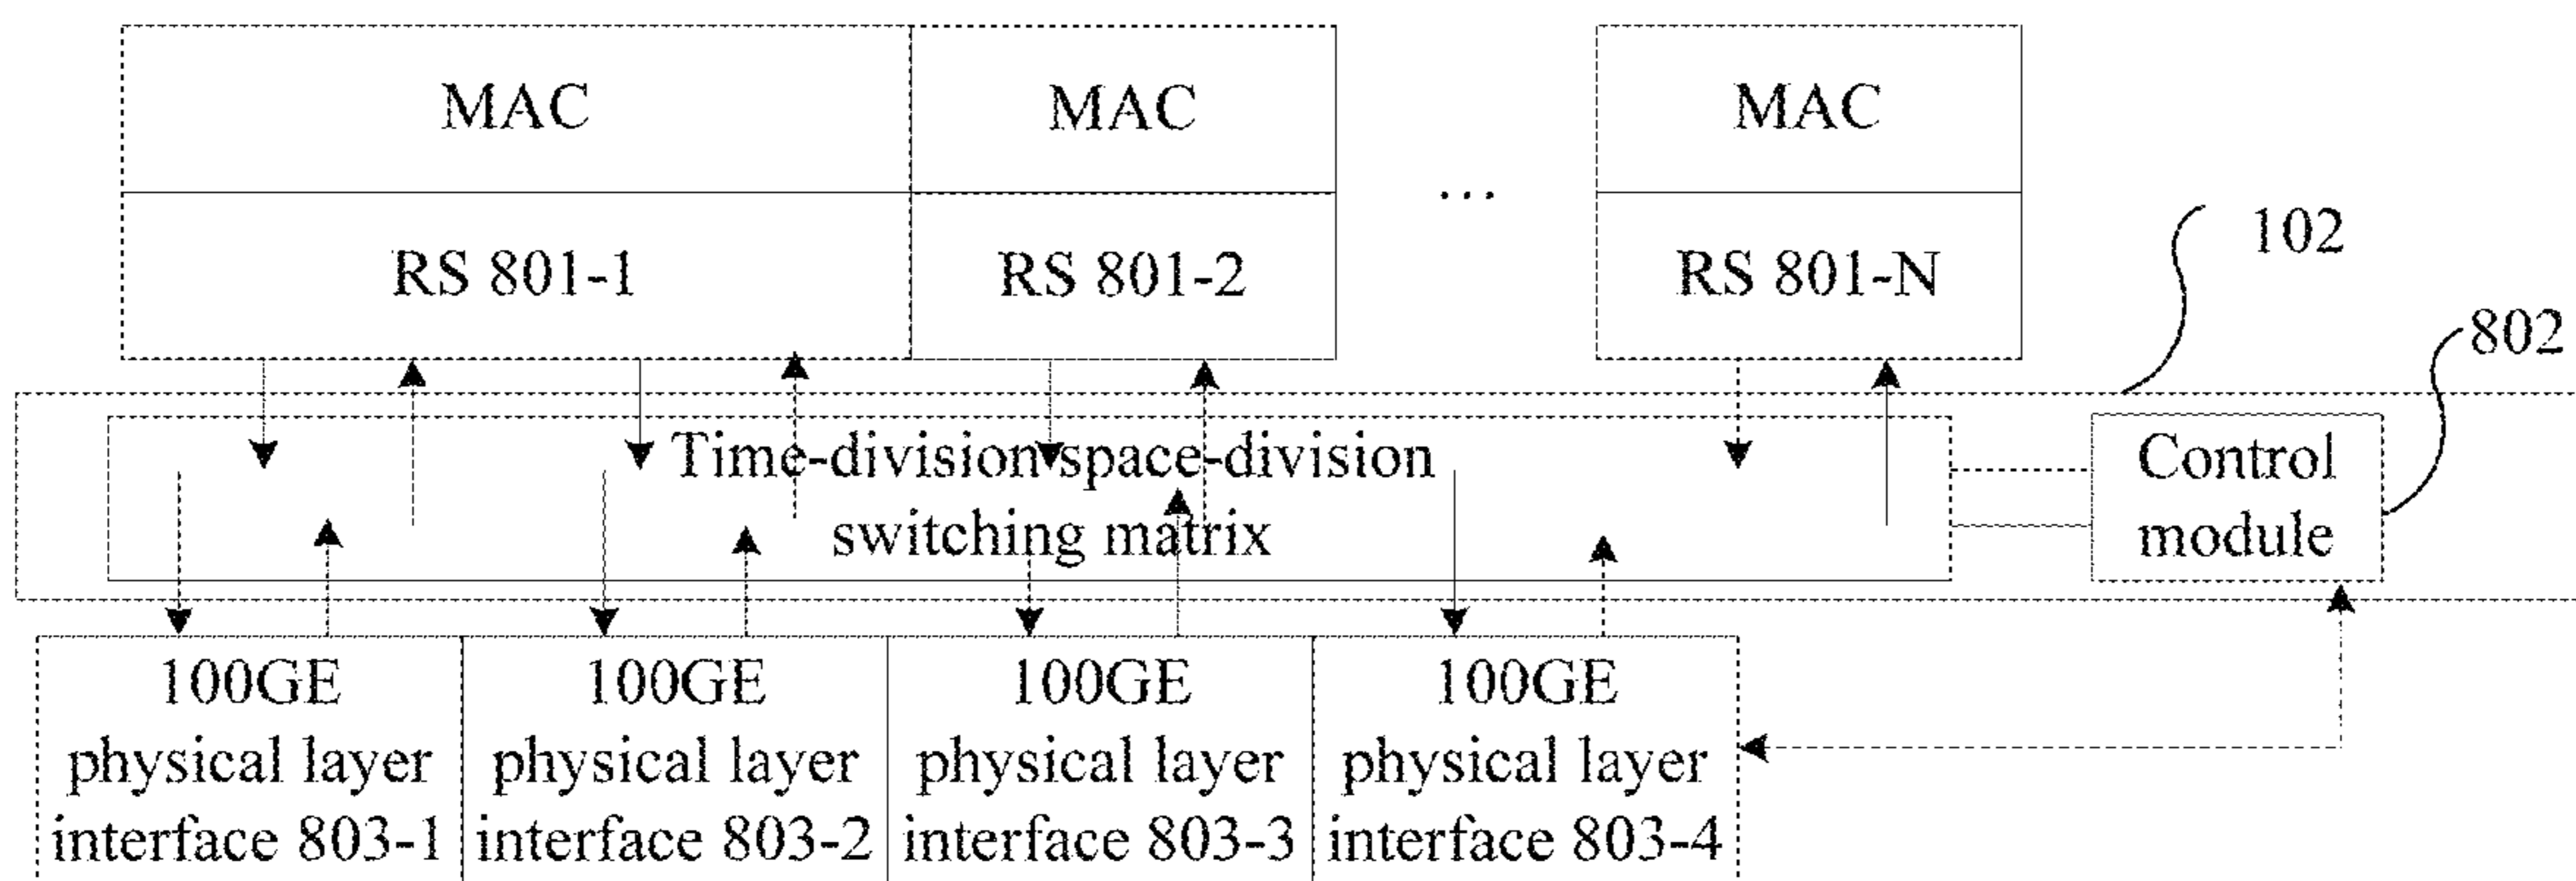 MAC MAC MAC
...
RS 801-1 RS 801-2 RS 801-N
102
802
Time-division space-division
switching matrix
Control
module
100GE
physical layer
interface 803-1
100GE
physical layer
interface 803-2
100GE
physical layer
interface 803-3
100GE
physical layer
interface 803-4